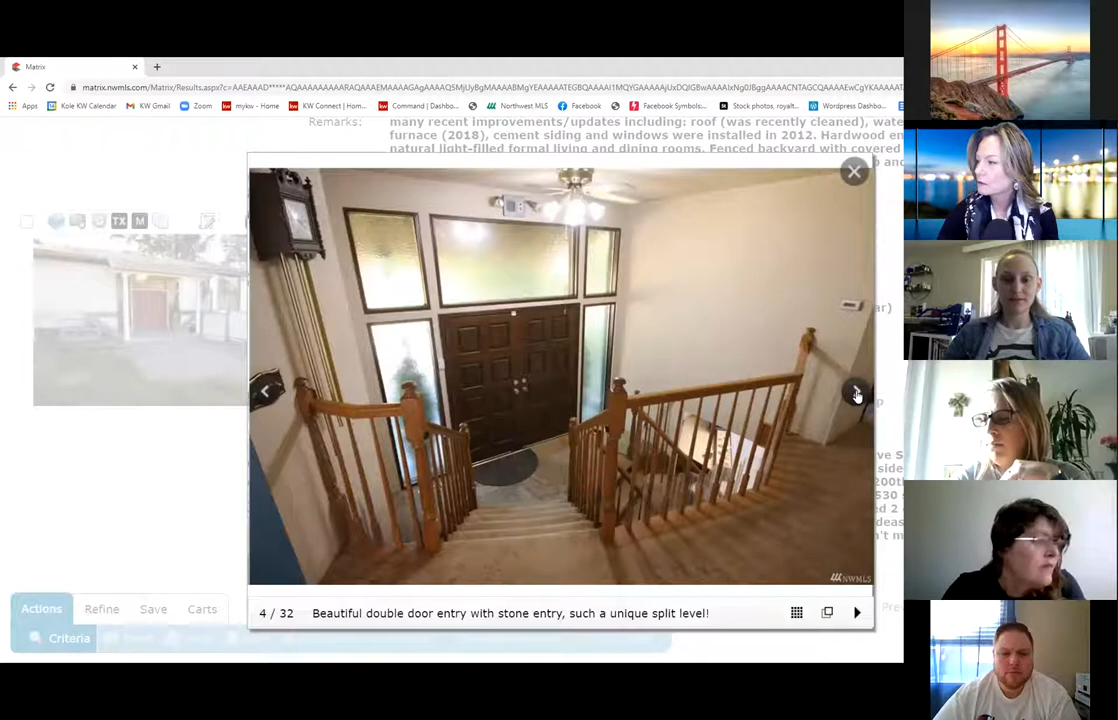 Matrix
matrix.nwmls.com/Matrix/Results.aspx?c=
Apps Kole KW Calendar KW Gmail Zoom mykw - Home KW Connect | Hom... Command | Dashbo... Northwest MLS Facebook Facebook Symbols:... Stock photos, royalt... Wordpress Dashbo...
Remarks: many recent improvements/updates including: roof (was recently cleaned), wate
furnace (2018), cement siding and windows were installed in 2012. Hardwood en
natural light-filled formal living and dining rooms. Fenced backyard with covered
TX M
NWMLS
4 / 32 Beautiful double door entry with stone entry, such a unique split level!
Actions Refine Save Carts
Criteria